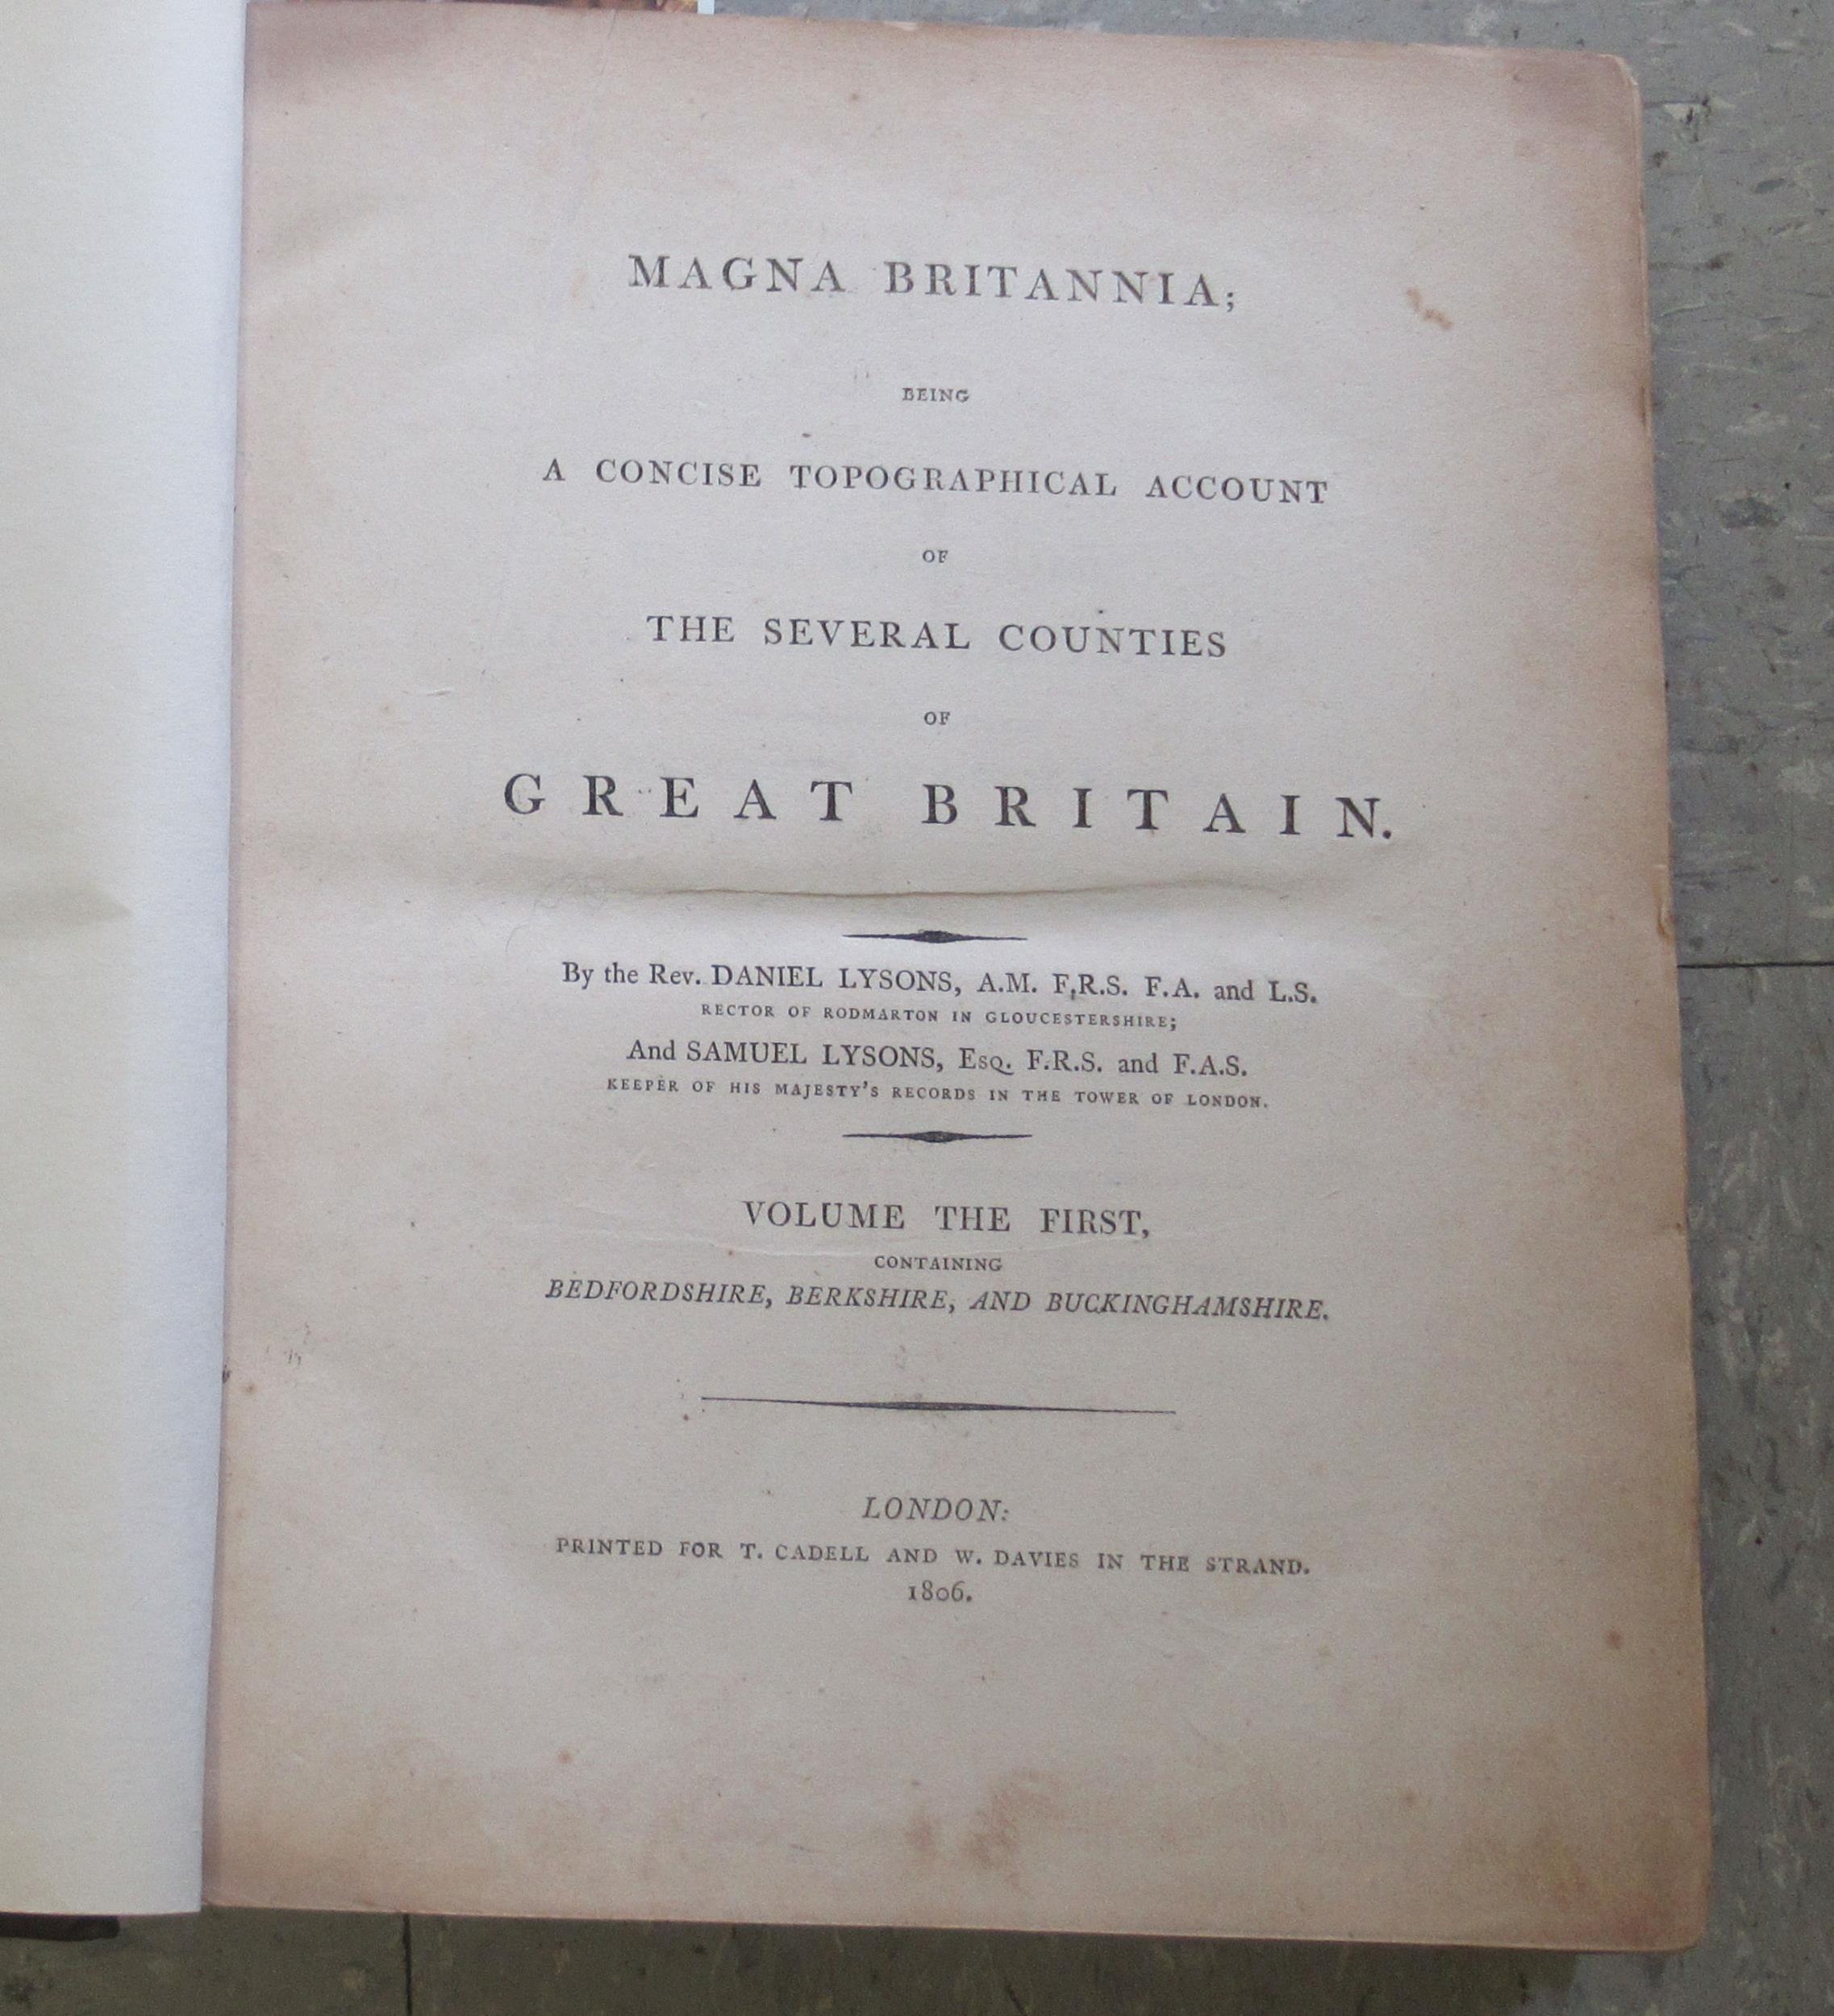 MAGNA BRITANNIA;
BEING
A CONCISE TOPOGRAPHICAL ACCOUNT
OF
THE SEVERAL COUNTIES
OF
GREAT BRITAIN.
By the Rev. DANIEL LYSONS, A.M. F.R.S. F.A. and L.S.
RECTOR OF RODMARTON IN GLOUCESTERSHIRE;
And SAMUEL LYSONS, Esq. F.R.S. and F.A.S.
KEEPER OF HIS MAJESTY'S RECORDS IN THE TOWER OF LONDON.
VOLUME THE FIRST,
CONTAINING
BEDFORDSHIRE, BERKSHIRE, AND BUCKINGHAMSHIRE.
LONDON:
PRINTED FOR T. CADELL AND W. DAVIES IN THE STRAND.
1806.